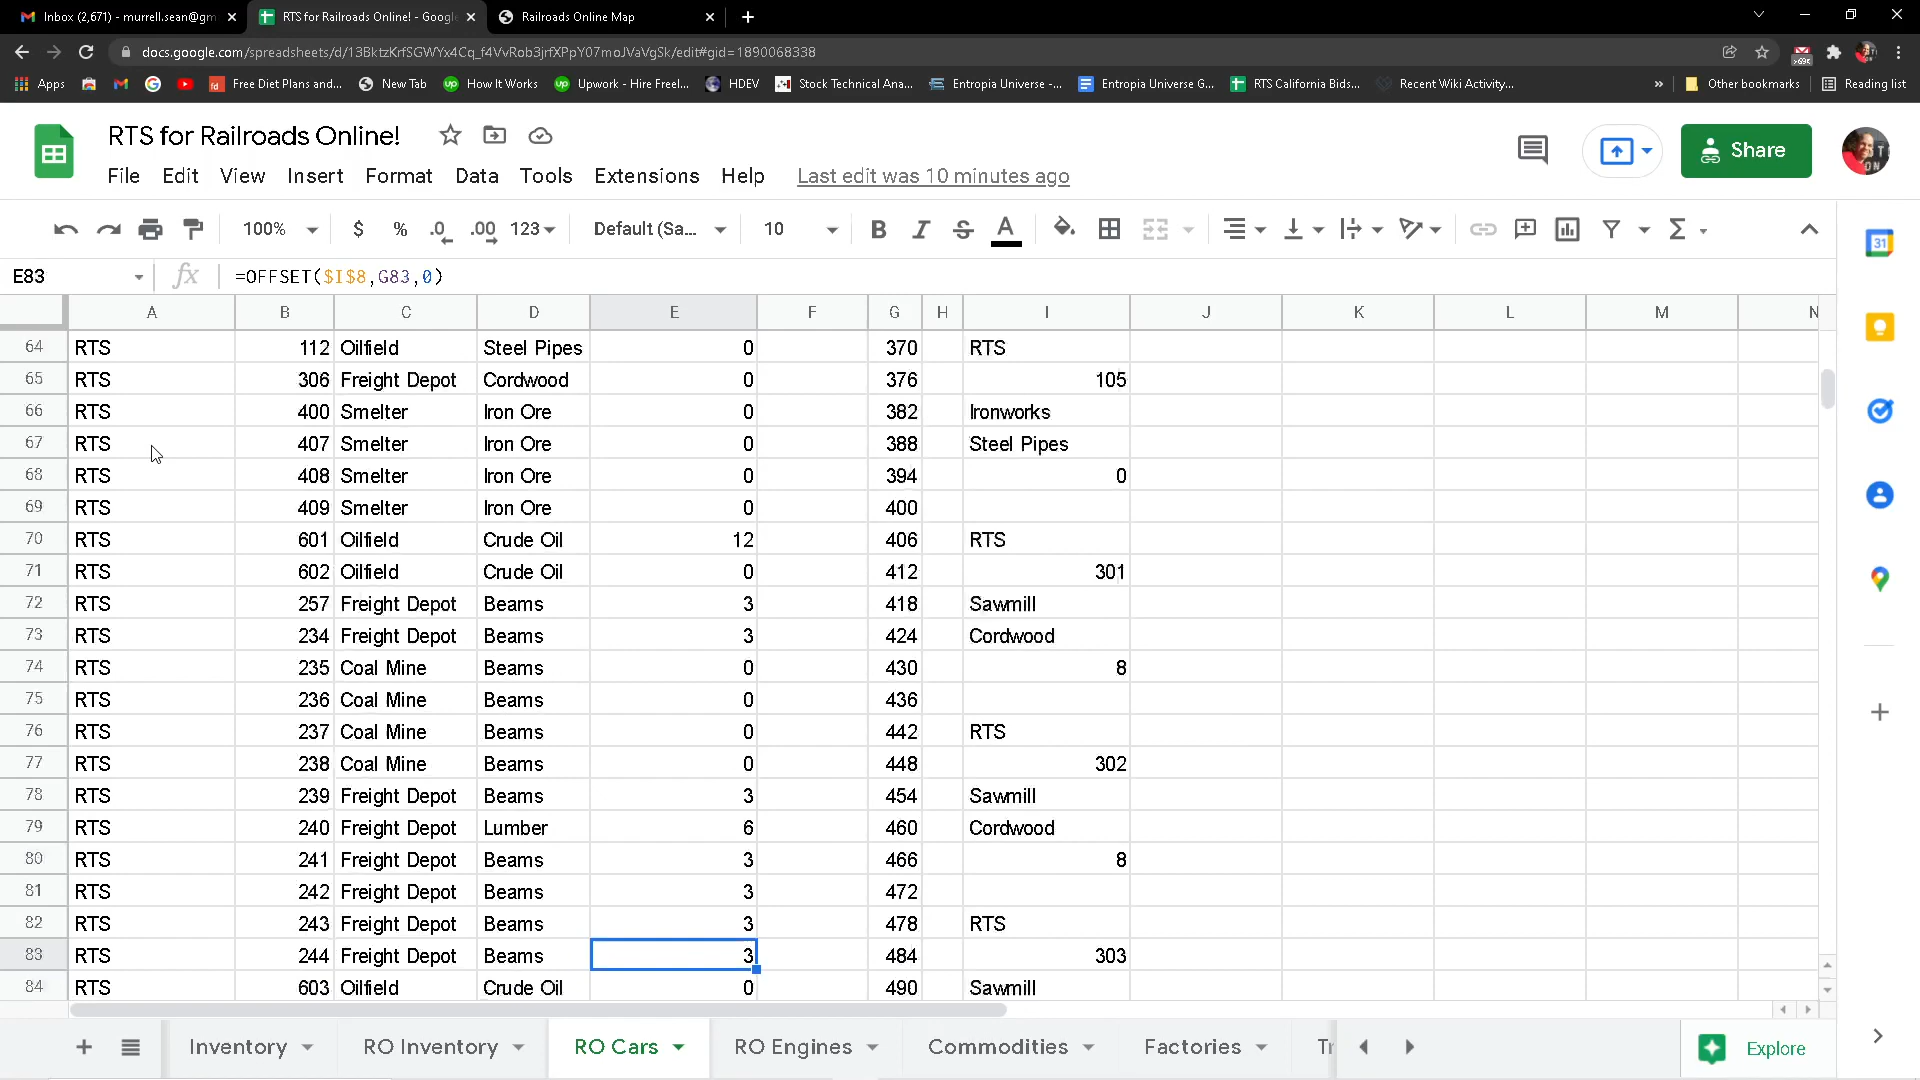 Inbox (2,671) - murrell.sean@gm
RTS for Railroads Online! - Google
Railroads Online Map
docs.google.com/spreadsheets/d/13BktzKrfSGWYx4Cq_f4VvRob3jrfXPpY07moJVaVgSk/edit#gid=1890068338
>69K
Apps
Free Diet Plans and...
New Tab
How It Works
Upwork - Hire Freel...
HDEV
Stock Technical Ana...
Entropia Universe -...
Entropia Universe G...
RTS California Bids...
Recent Wiki Activity...
»
Other bookmarks
Reading list
RTS for Railroads Online!
Share
File Edit View Insert Format Data Tools Extensions Help Last edit was 10 minutes ago
100% $ % .0 .00 123 Default (Sa... 10 B I S A Σ
31
E83 fx =OFFSET($I$8,G83,0)
A B C D E F G H I J K L M N
64 RTS 112 Oilfield Steel Pipes 0 370 RTS
65 RTS 306 Freight Depot Cordwood 0 376 105
66 RTS 400 Smelter Iron Ore 0 382 Ironworks
67 RTS 407 Smelter Iron Ore 0 388 Steel Pipes
68 RTS 408 Smelter Iron Ore 0 394 0
69 RTS 409 Smelter Iron Ore 0 400
70 RTS 601 Oilfield Crude Oil 12 406 RTS
71 RTS 602 Oilfield Crude Oil 0 412 301
72 RTS 257 Freight Depot Beams 3 418 Sawmill
73 RTS 234 Freight Depot Beams 3 424 Cordwood
74 RTS 235 Coal Mine Beams 0 430 8
75 RTS 236 Coal Mine Beams 0 436
76 RTS 237 Coal Mine Beams 0 442 RTS
77 RTS 238 Coal Mine Beams 0 448 302
78 RTS 239 Freight Depot Beams 3 454 Sawmill
79 RTS 240 Freight Depot Lumber 6 460 Cordwood
80 RTS 241 Freight Depot Beams 3 466 8
81 RTS 242 Freight Depot Beams 3 472
82 RTS 243 Freight Depot Beams 3 478 RTS
83 RTS 244 Freight Depot Beams 3 484 303
84 RTS 603 Oilfield Crude Oil 0 490 Sawmill
Inventory RO Inventory RO Cars RO Engines Commodities Factories Tr Explore